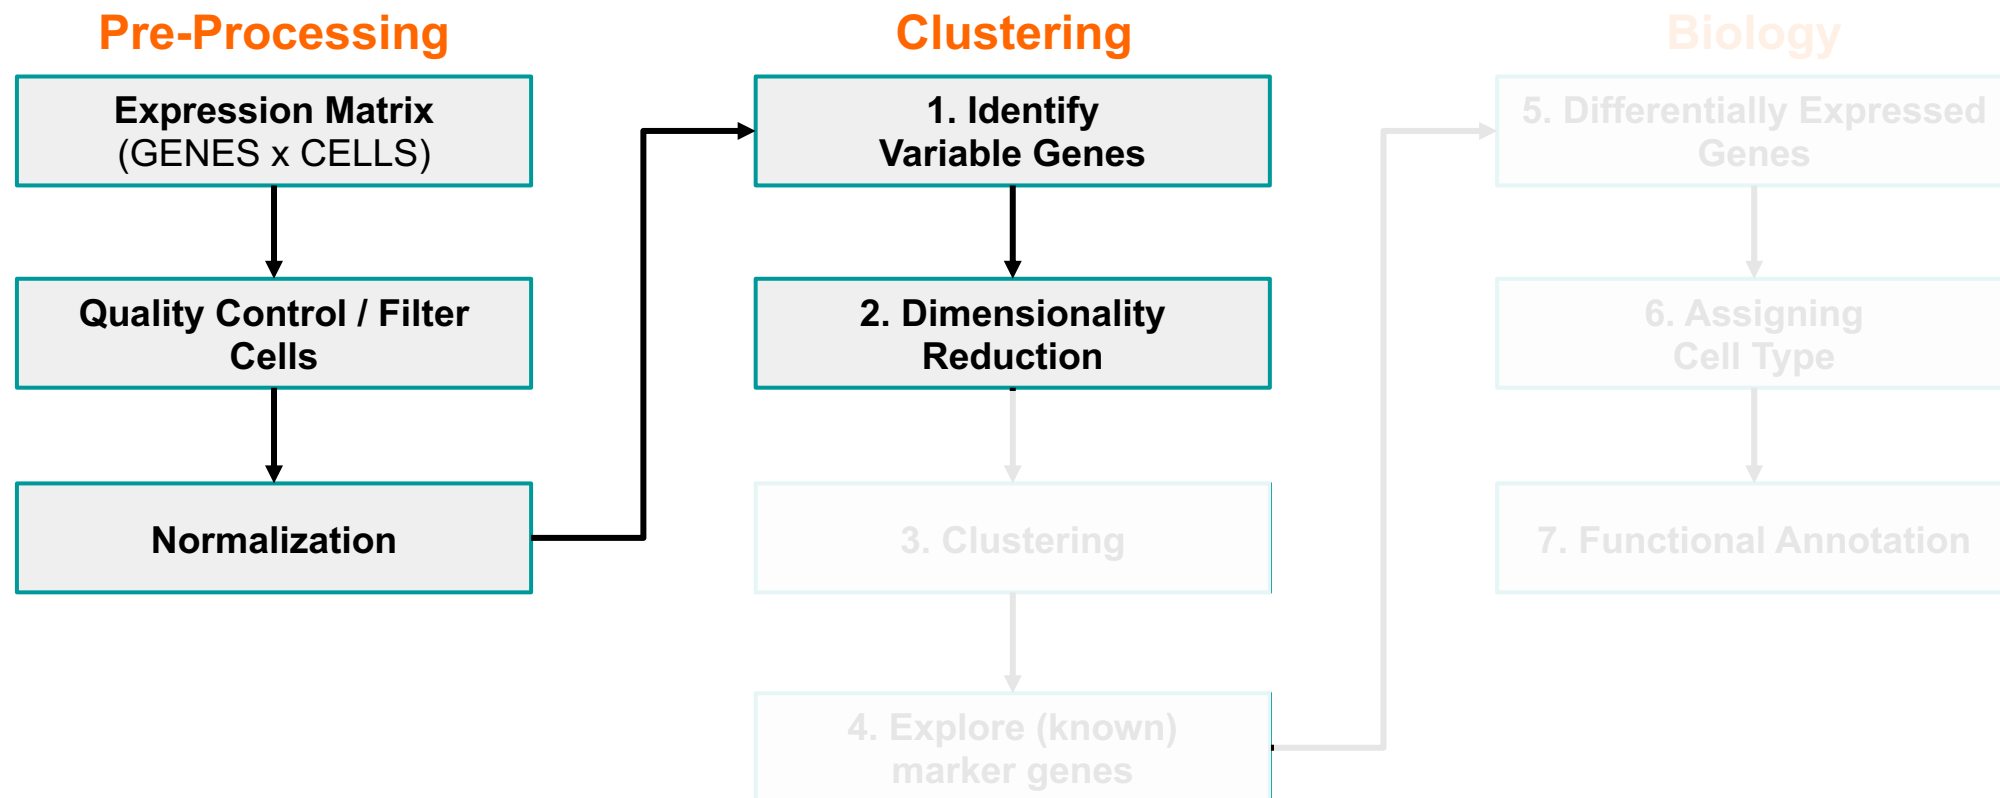 Pre-Processing
Expression Matrix
(GENES x CELLS)
Quality Control / Filter
Cells
Normalization
Clustering
1. Identify
Variable Genes
2. Dimensionality
Reduction
3. Clustering
4. Explore (known)
marker genes
Biology
5. Differentially Expressed
Genes
6. Assigning
Cell Type
7. Functional Annotation